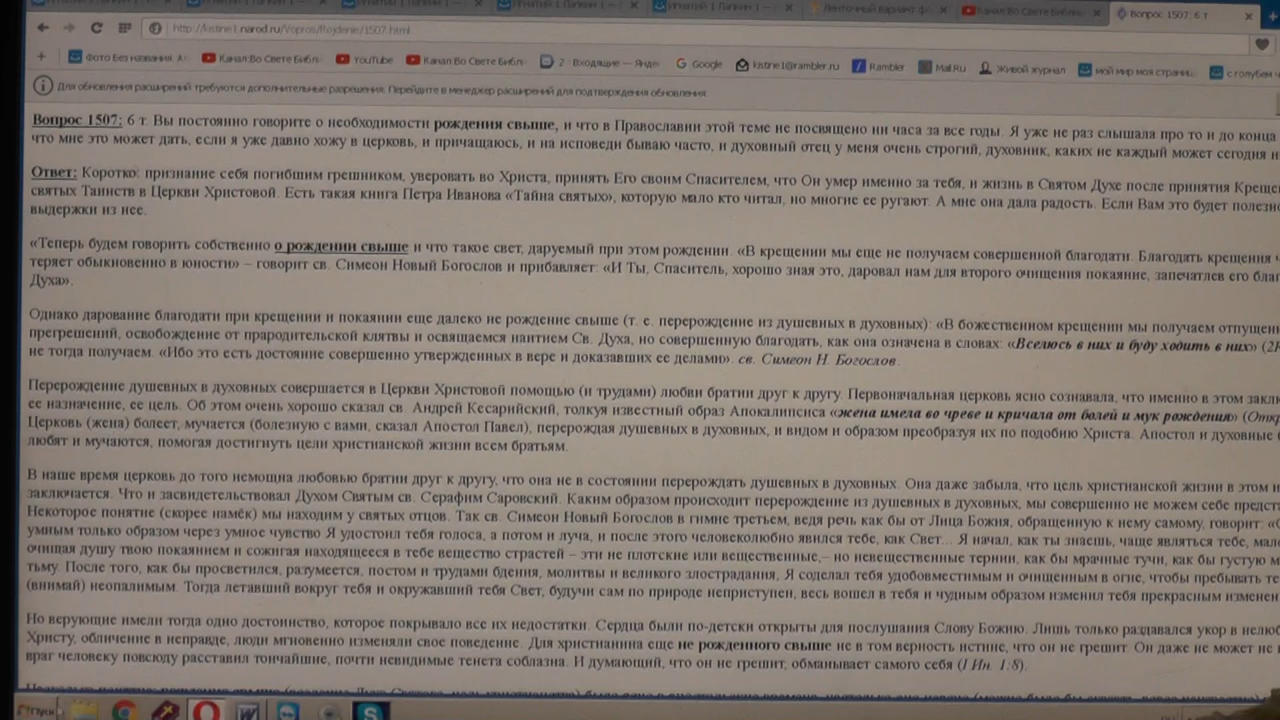 Вопрос 1507: 6 т
http://kistine1.narod.ru/Vopros/Rojdenie/1507.html
Фото Без названия. Канал:Во Свете Библи YouTube Канал Во Свете Библи 2 · Входящие — Яндекс Google kistine1@rambler.ru Rambler Mail.Ru Живой журнал мой мир моя страниц с голубем
Для обновления расширений требуются дополнительные разрешения. Перейдите в менеджер расширений для подтверждения обновления.
Вопрос 1507: 6 т. Вы постоянно говорите о необходимости рождения свыше, и что в Православии этой теме не посвящено ни часа за все годы. Я уже не раз слышала про то и до конца
что мне это может дать, если я уже давно хожу в церковь, и причащаюсь, и на исповеди бываю часто, и духовный отец у меня очень строгий, духовник, каких не каждый может сегодня
Ответ: Коротко: признание себя погибшим грешником, уверовать во Христа, принять Его своим Спасителем, что Он умер именно за тебя, и жизнь в Святом Духе после принятия Крещен
святых Таинств в Церкви Христовой. Есть такая книга Петра Иванова «Тайна святых», которую мало кто читал, но многие ее ругают. А мне она дала радость. Если Вам это будет полезно
выдержки из нее.
«Теперь будем говорить собственно о рождении свыше и что такое свет, даруемый при этом рождении. «В крещении мы еще не получаем совершенной благодати. Благодать крещения
теряет обыкновенно в юности» – говорит св. Симеон Новый Богослов и прибавляет: «И Ты, Спаситель, хорошо зная это, даровал нам для второго очищения покаяние, запечатлев его благ
Духа».
Однако дарование благодати при крещении и покаянии еще далеко не рождение свыше (т. е. перерождение из душевных в духовных): «В божественном крещении мы получаем отпущени
прегрешений, освобождение от прародительской клятвы и освящаемся наитием Св. Духа, но совершенную благодать, как она означена в словах: «Вселюсь в них и буду ходить в них» (2К
не тогда получаем. «Ибо это есть достояние совершенно утвержденных в вере и доказавших ее делами». св. Симеон Н. Богослов.
Перерождение душевных в духовных совершается в Церкви Христовой помощью (и трудами) любви братии друг к другу. Первоначальная церковь ясно сознавала, что именно в этом заклю
ее назначение, ее цель. Об этом очень хорошо сказал св. Андрей Кесарийский, толкуя известный образ Апокалипсиса «жена имела во чреве и кричала от болей и мук рождения» (Откр
Церковь (жена) болеет, мучается (болезную с вами, сказал Апостол Павел), перерождая душевных в духовных, и видом и образом преобразуя их по подобию Христа. Апостол и духовные
любят и мучаются, помогая достигнуть цели христианской жизни всем братьям.
В наше время церковь до того немощна любовью братии друг к другу, что она не в состоянии перерождать душевных в духовных. Она даже забыла, что цель христианской жизни в этом и
заключается. Что и засвидетельствовал Духом Святым св. Серафим Саровский. Каким образом происходит перерождение из душевных в духовных, мы совершенно не можем себе предст
Некоторое понятие (скорее намёк) мы находим у святых отцов. Так св. Симеон Новый Богослов в гимне третьем, ведя речь как бы от Лица Божия, обращенную к нему самому, говорит:
умным только образом через умное чувство Я удостоил тебя голоса, а потом и луча, и после этого человеколюбно явился тебе, как Свет… Я начал, как ты знаешь, чаще являться тебе, мало
очищая душу твою покаянием и сожигая находящееся в тебе вещество страстей – эти не плотские или вещественные,– но невещественные тернии, как бы мрачные тучи, как бы густую м
тьму. После того, как бы просветился, разумеется, постом и трудами бдения, молитвы и великого злострадания, Я соделал тебя удобовместимым и очищенным в огне, чтобы пребывать те
(внимай) неопалимым. Тогда летавший вокруг тебя и окружавший тебя Свет, будучи сам по природе неприступен, весь вошел в тебя и чудным образом изменил тебя прекрасным изменен
Но верующие имели тогда одно достоинство, которое покрывало все их недостатки. Сердца были по-детски открыты для послушания Слову Божию. Лишь только раздавался укор в нелюб
Христу, обличение в неправде, люди мгновенно изменяли свое поведение. Для христианина еще не рожденного свыше не в том верность истине, что он не грешит. Он даже не может не
враг человеку повсюду расставил тончайшие, почти невидимые тенета соблазна. И думающий, что он не грешит, обманывает самого себя (1 Ин. 1:8).
Пуск